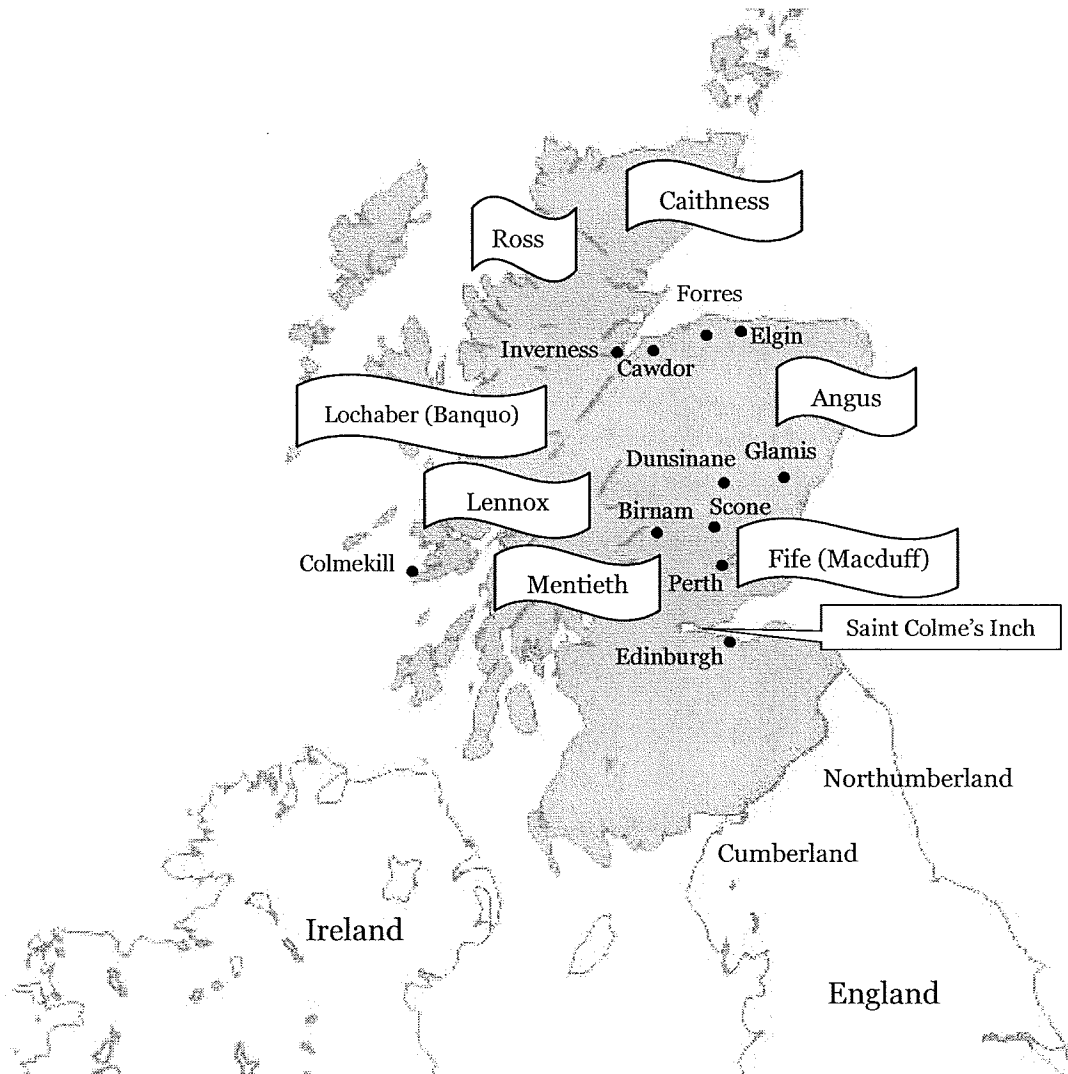 Caithness
Ross
Forres
Elgin
Inverness
Cawdor
Angus
Lochaber (Banquo)
Dunsinane
Glamis
Lennox
Birnam
Scone
Colmekill
Fife (Macduff)
Mentieth
Perth
Saint Colme's Inch
Edinburgh
Northumberland
Cumberland
Ireland
England